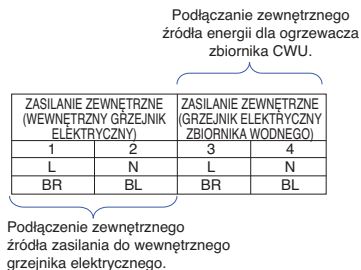 Podłączanie zewnętrznego
źródła energii dla ogrzewacza
zbiornika CWU.
ZASILANIE ZEWNĘTRZNE ZASILANIE ZEWNĘTRZNE
(WEWNĘTRZNY GRZEJNIK (GRZEJNIK ELEKTRYCZNY
ELEKTRYCZNY) ZBIORNIKA WODNEGO)
1 2 3 4
L N L N
BR BL BR BL
Podłączenie zewnętrznego
źródła zasilania do wewnętrznego
grzejnika elektrycznego.